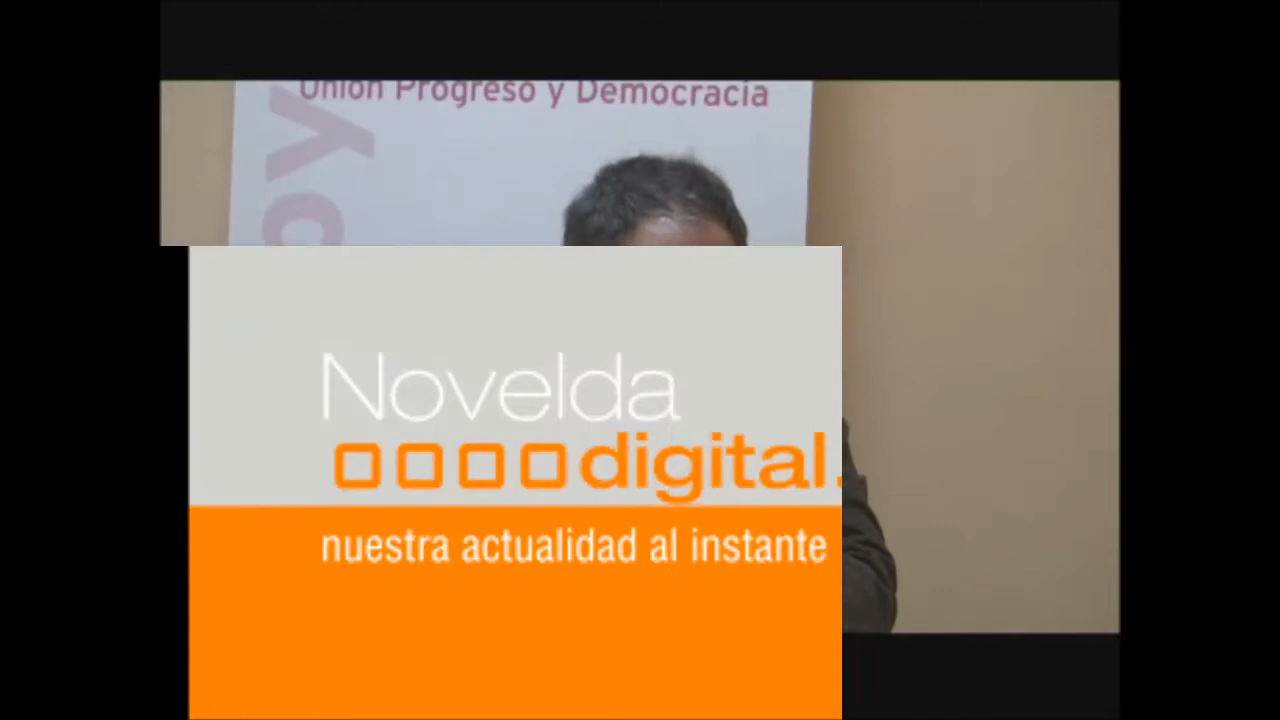 Unión Progreso y Democracia
Novelda
digital.
nuestra actualidad al instante